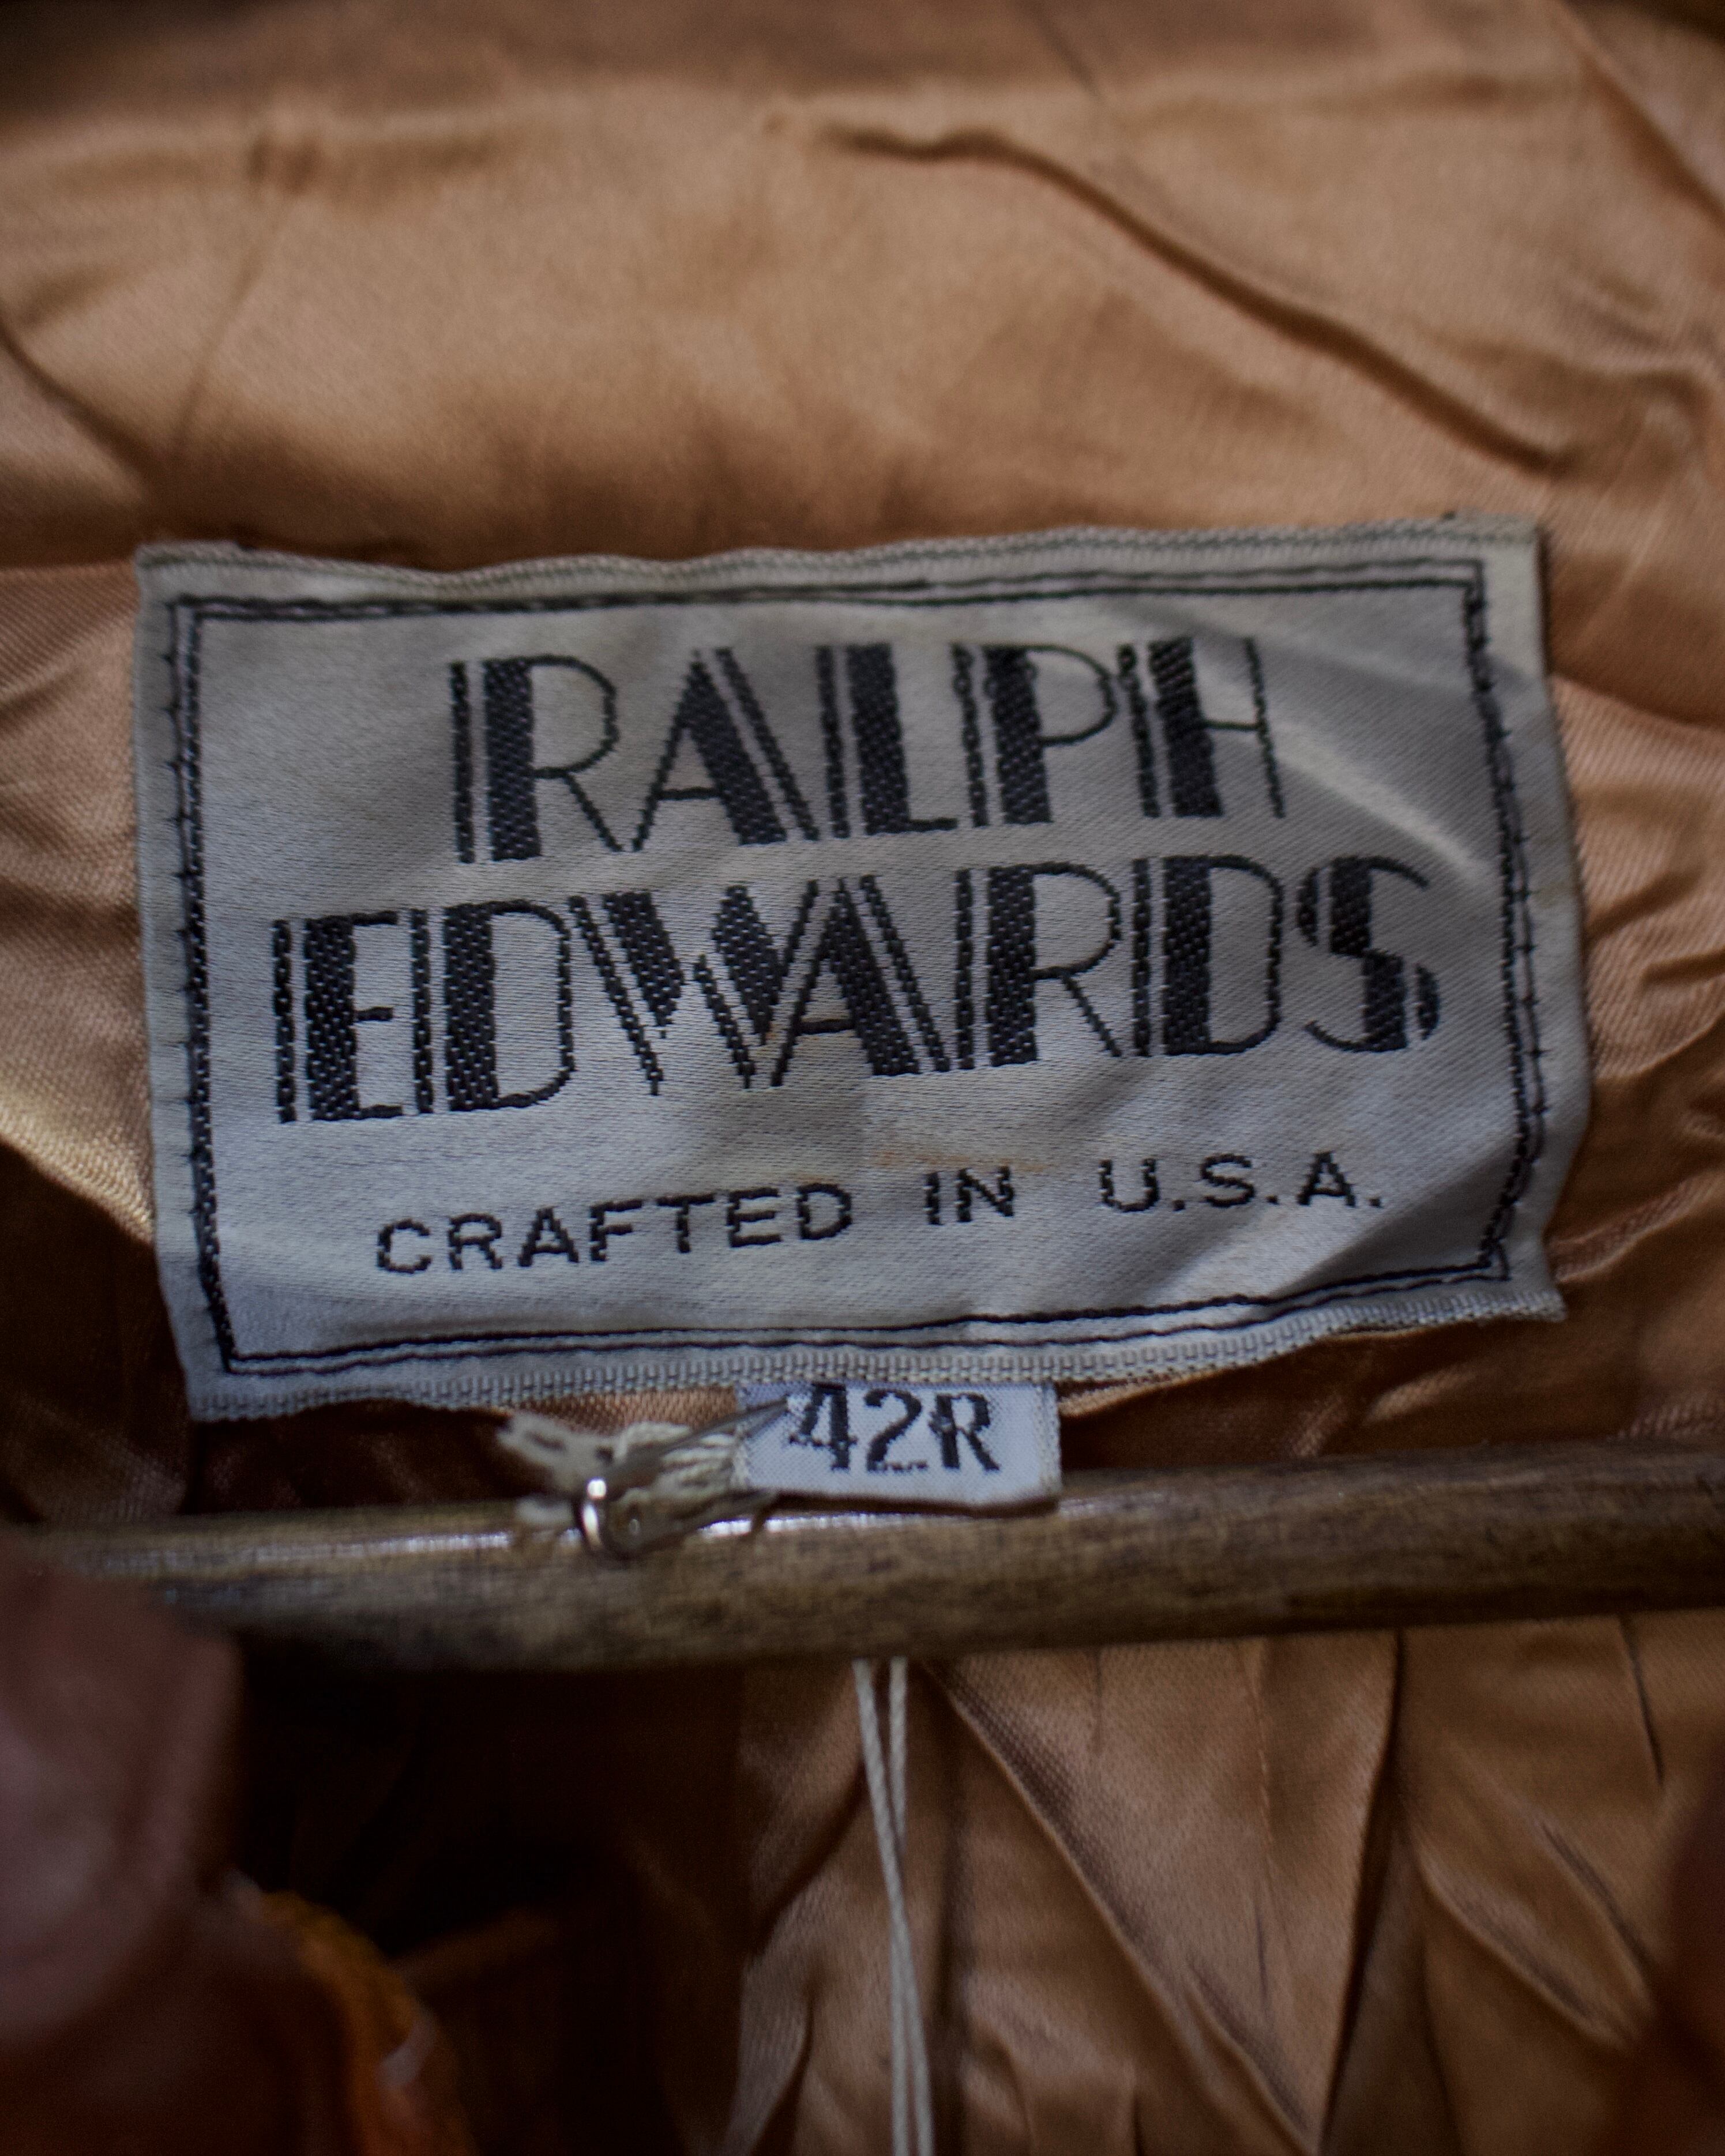 RALPH
EDWARDS
CRAFTED IN U.S.A.
42R